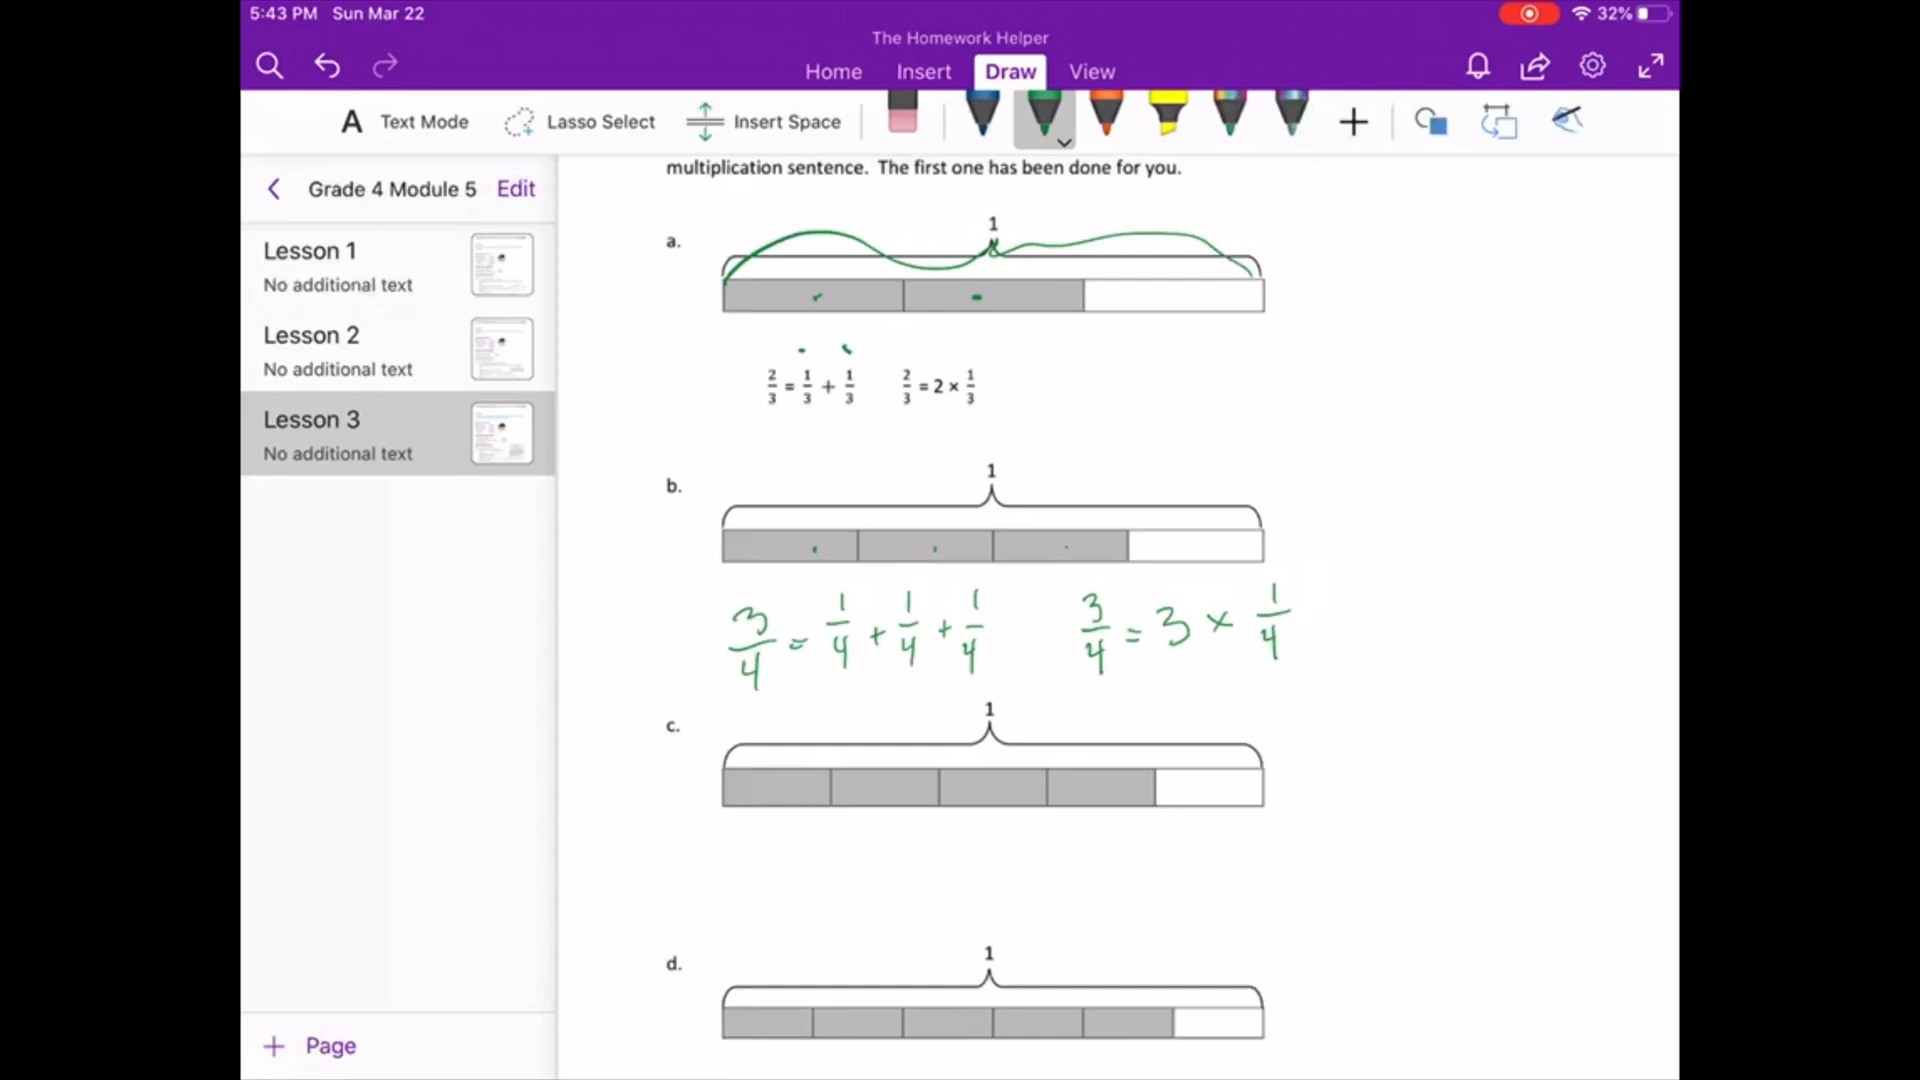 5:43 PM Sun Mar 22 32%
The Homework Helper
Home Insert Draw View
A Text Mode Lasso Select Insert Space
Grade 4 Module 5 Edit
Lesson 1
No additional text
Lesson 2
No additional text
Lesson 3
No additional text
+ Page
multiplication sentence. The first one has been done for you.
1
a.
2/3 = 1/3 + 1/3 2/3 = 2 × 1/3
1
b.
3/4 = 1/4 + 1/4 + 1/4 3/4 = 3 × 1/4
1
c.
1
d.